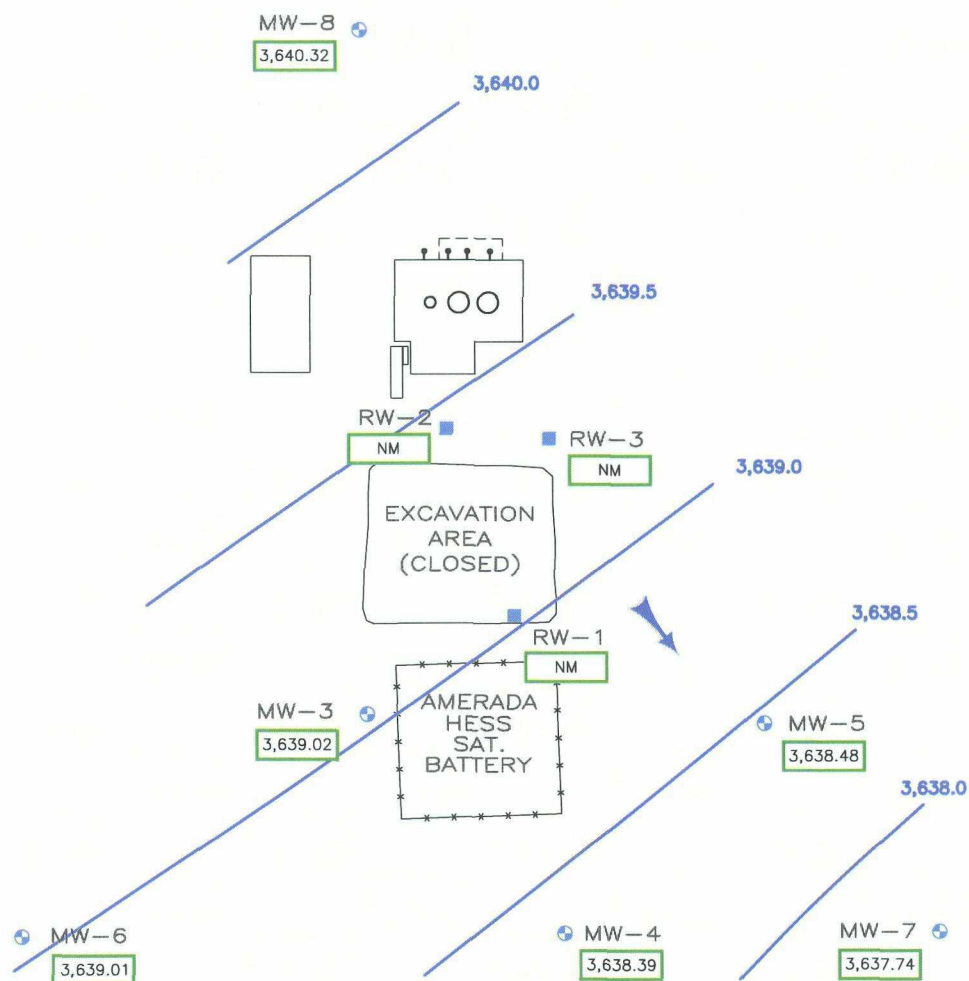 MW-8
3,640.32
3,640.0
3,639.5
RW-2
NM
RW-3
NM
3,639.0
EXCAVATION
AREA
(CLOSED)
3,638.5
RW-1
NM
MW-3
3,639.02
AMERADA
HESS
SAT.
BATTERY
MW-5
3,638.48
3,638.0
MW-6
3,639.01
MW-4
3,638.39
MW-7
3,637.74